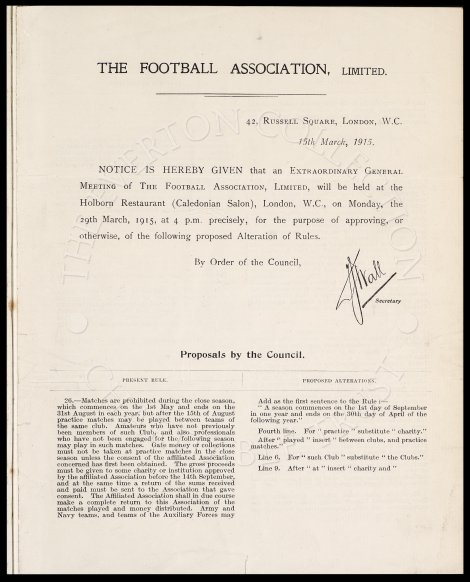 THE FOOTBALL ASSOCIATION, LIMITED.
42, RUSSELL SQUARE, LONDON, W.C.
15th March, 1915.
NOTICE IS HEREBY GIVEN that an EXTRAORDINARY GENERAL
MEETING of THE FOOTBALL ASSOCIATION, LIMITED, will be held at the
Holborn Restaurant (Caledonian Salon), London, W.C., on Monday, the
29th March, 1915, at 4 p.m. precisely, for the purpose of approving, or
otherwise, of the following proposed Alteration of Rules.
By Order of the Council,
FJ Wall
Secretary
Proposals by the Council.
PRESENT RULE.
26.—Matches are prohibited during the close season,
which commences on the 1st May and ends on the
31st August in each year, but after the 15th of August
practice matches may be played between teams of
the same club. Amateurs who have not previously
been members of such Club, and also professionals
who have not been engaged for the following season
may play in such matches. Gate money or collections
must not be taken at practice matches in the close
season unless the consent of the affiliated Association
concerned has first been obtained. The gross proceeds
must be given to some charity or institution approved
by the affiliated Association before the 14th September,
and at the same time a return of the sums received
and paid must be sent to the Association that gave
consent. The Affiliated Association shall in due course
make a complete return to this Association of the
matches played and money distributed. Army and
Navy teams, and teams of the Auxiliary Forces may
PROPOSED ALTERATIONS.
Add as the first sentence to the Rule :—
" A season commences on the 1st day of September
in one year and ends on the 30th day of April of the
following year."
Fourth line. For " practice " substitute " charity."
After " played " insert " between clubs, and practice
matches."
Line 6. For " such Club " substitute " the Clubs."
Line 9. After " at " insert " charity and "
THE EVERTON COLLECTION